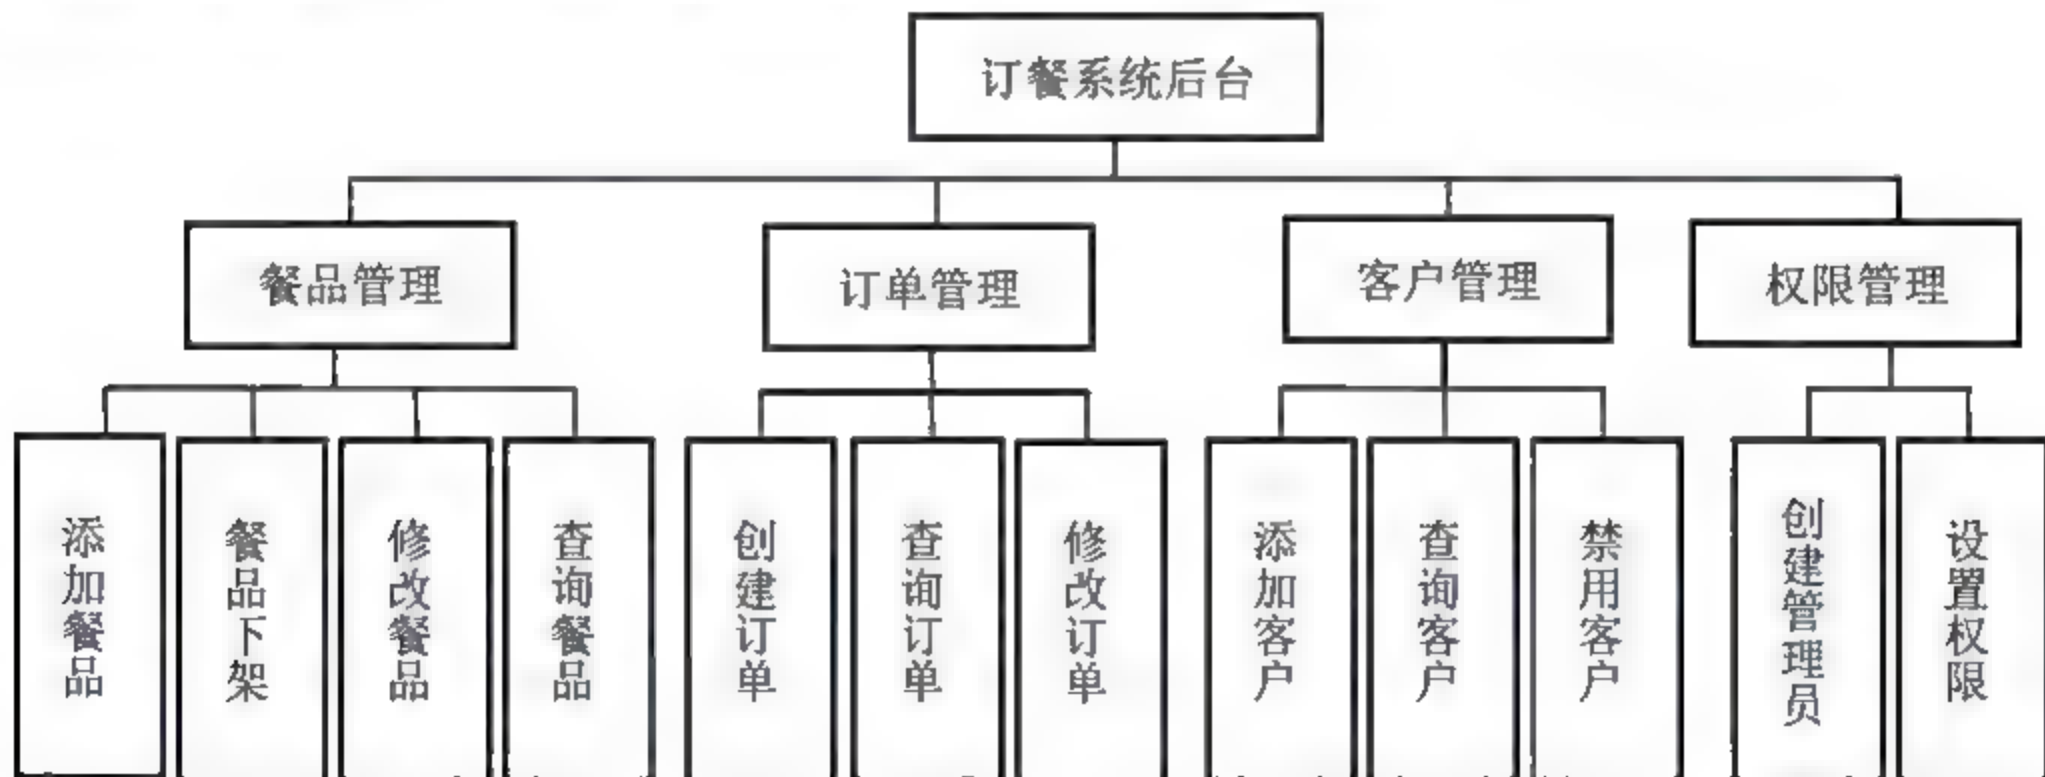 订餐系统后台
餐品管理
订单管理
客户管理
权限管理
添加餐品
餐品下架
修改餐品
查询餐品
创建订单
查询订单
修改订单
添加客户
查询客户
禁用客户
创建管理员
设置权限